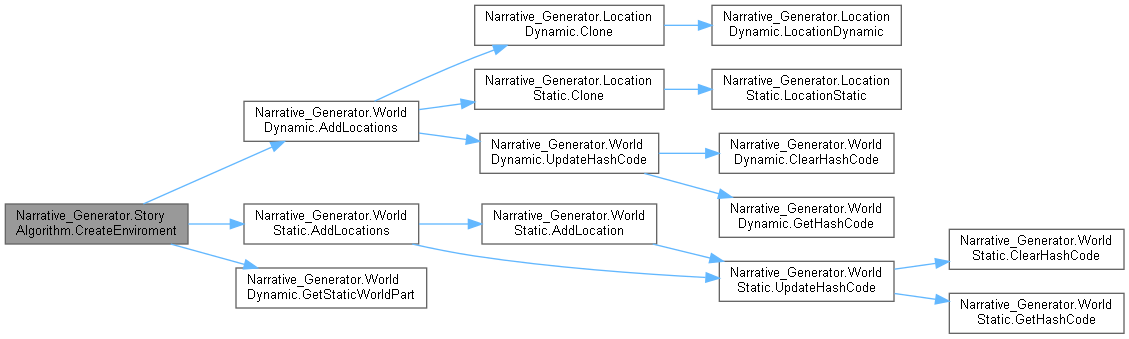 Narrative_Generator.Story
Algorithm.CreateEnviroment
Narrative_Generator.World
Dynamic.AddLocations
Narrative_Generator.Location
Dynamic.Clone
Narrative_Generator.Location
Dynamic.LocationDynamic
Narrative_Generator.Location
Static.Clone
Narrative_Generator.Location
Static.LocationStatic
Narrative_Generator.World
Dynamic.UpdateHashCode
Narrative_Generator.World
Dynamic.ClearHashCode
Narrative_Generator.World
Dynamic.GetHashCode
Narrative_Generator.World
Static.AddLocations
Narrative_Generator.World
Static.AddLocation
Narrative_Generator.World
Static.UpdateHashCode
Narrative_Generator.World
Static.ClearHashCode
Narrative_Generator.World
Static.GetHashCode
Narrative_Generator.World
Dynamic.GetStaticWorldPart